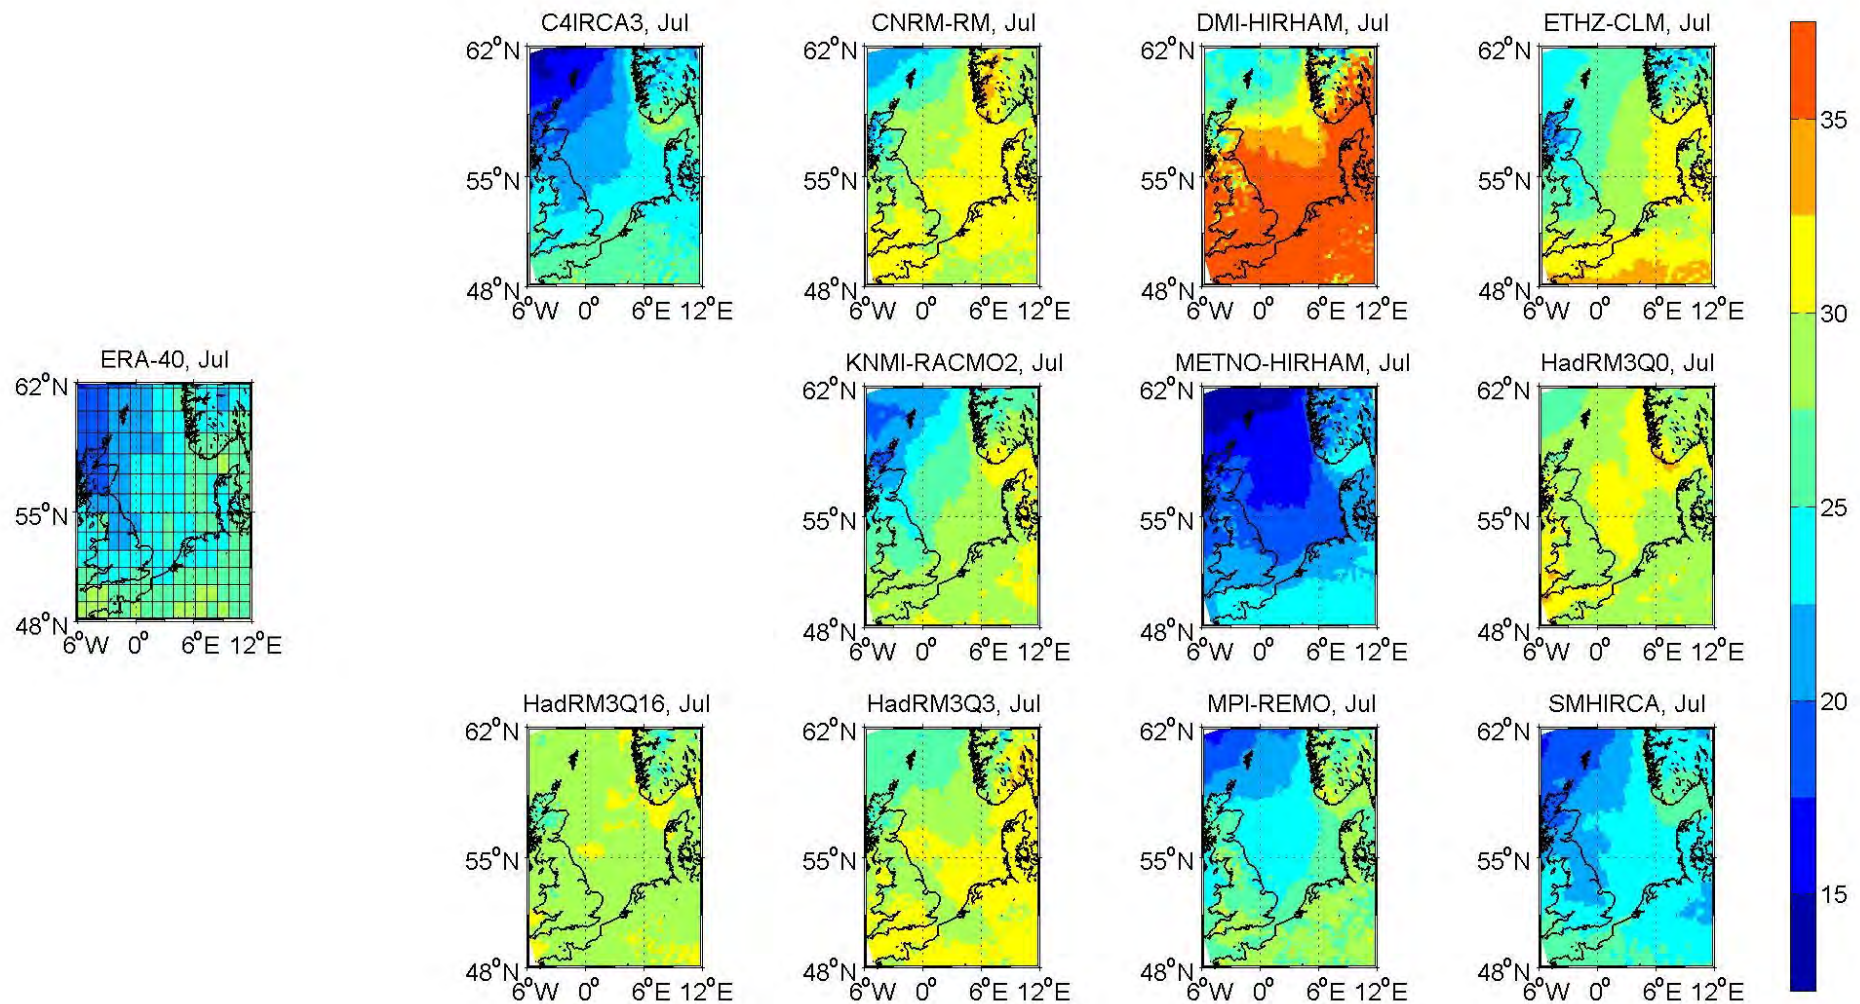 C4IRCA3, Jul
62°N
55°N
48°N
6°W 0° 6°E 12°E
CNRM-RM, Jul
62°N
55°N
48°N
6°W 0° 6°E 12°E
DMI-HIRHAM, Jul
62°N
55°N
48°N
6°W 0° 6°E 12°E
ETHZ-CLM, Jul
62°N
55°N
48°N
6°W 0° 6°E 12°E
ERA-40, Jul
62°N
55°N
48°N
6°W 0° 6°E 12°E
KNMI-RACMO2, Jul
62°N
55°N
48°N
6°W 0° 6°E 12°E
METNO-HIRHAM, Jul
62°N
55°N
48°N
6°W 0° 6°E 12°E
HadRM3Q0, Jul
62°N
55°N
48°N
6°W 0° 6°E 12°E
HadRM3Q16, Jul
62°N
55°N
48°N
6°W 0° 6°E 12°E
HadRM3Q3, Jul
62°N
55°N
48°N
6°W 0° 6°E 12°E
MPI-REMO, Jul
62°N
55°N
48°N
6°W 0° 6°E 12°E
SMHIRCA, Jul
62°N
55°N
48°N
6°W 0° 6°E 12°E
35
30
25
20
15